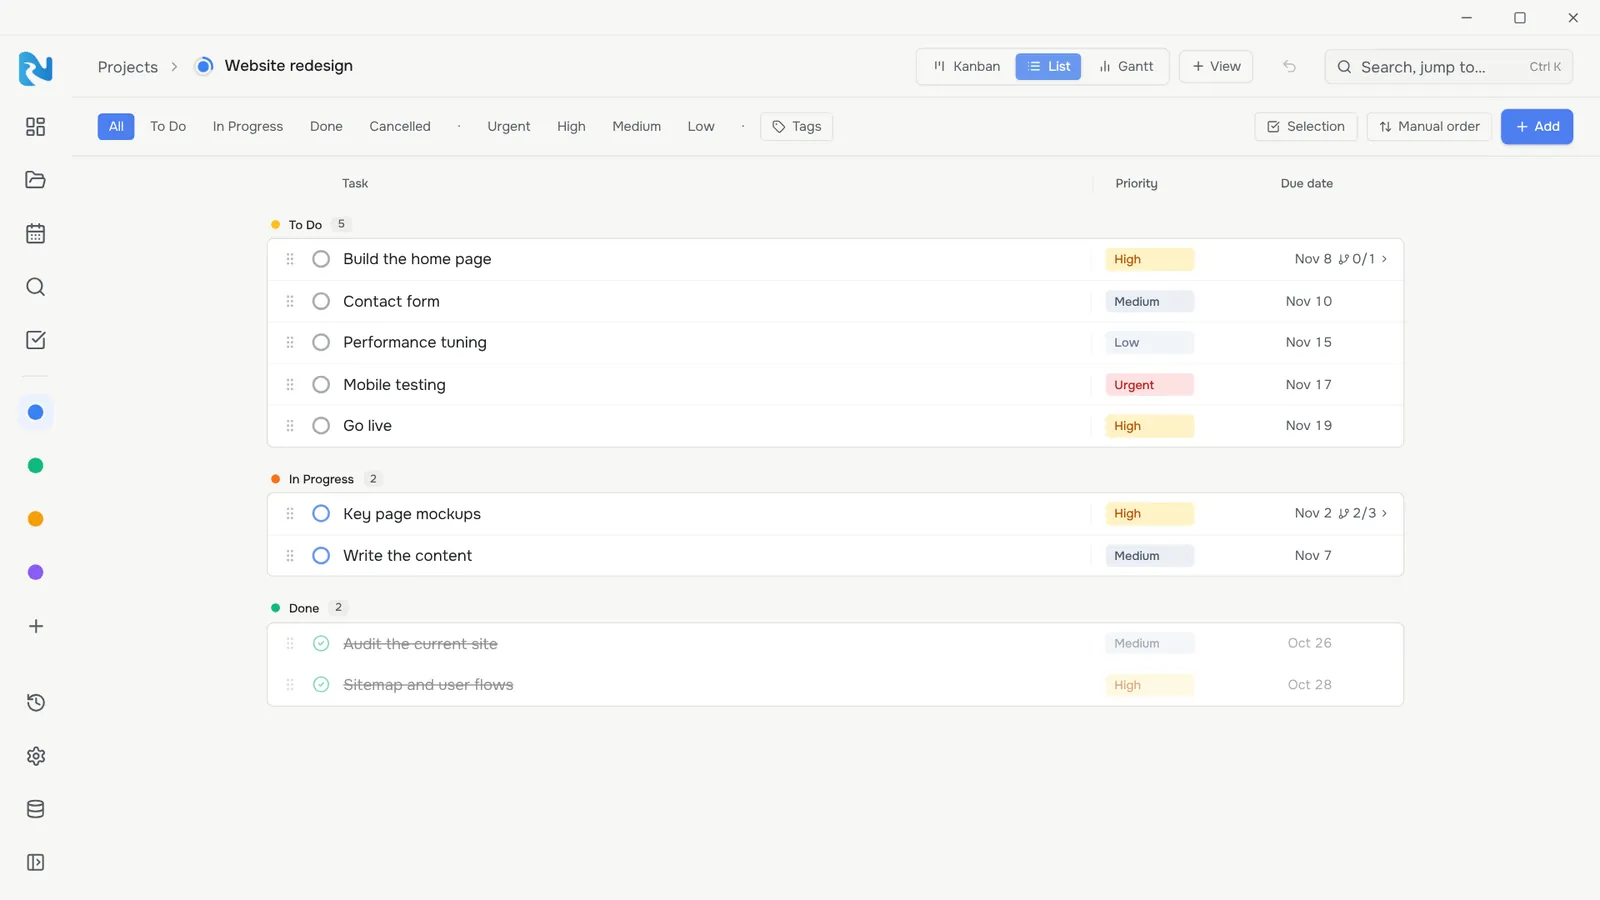 Projects > Website redesign
Kanban List Gantt + View Search, jump to... Ctrl K
All To Do In Progress Done Cancelled · Urgent High Medium Low · Tags Selection Manual order + Add
Task Priority Due date
To Do 5
Build the home page High Nov 8 0/1 >
Contact form Medium Nov 10
Performance tuning Low Nov 15
Mobile testing Urgent Nov 17
Go live High Nov 19
In Progress 2
Key page mockups High Nov 2 2/3 >
Write the content Medium Nov 7
Done 2
Audit the current site Medium Oct 26
Sitemap and user flows High Oct 28